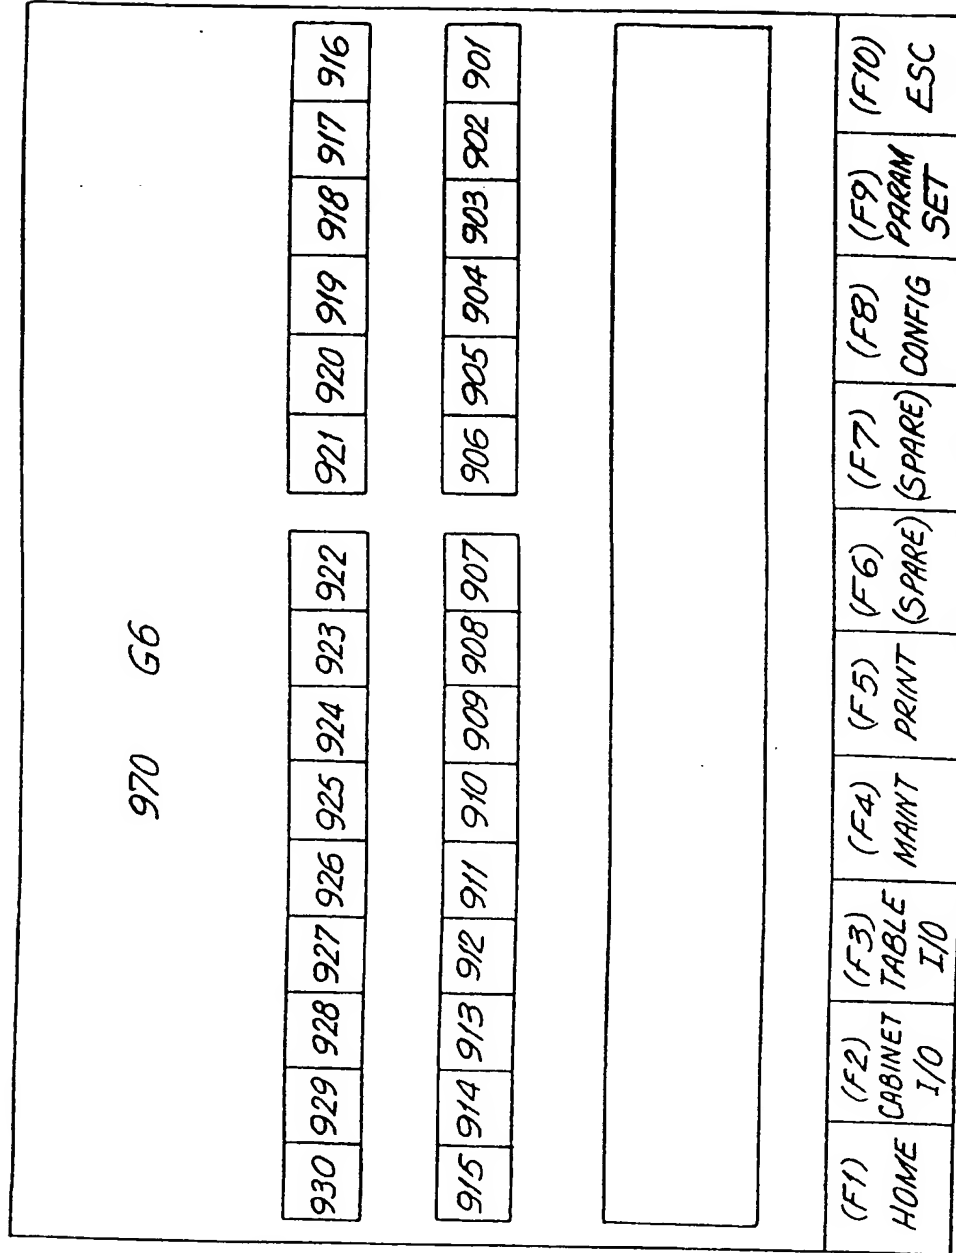 970 G6
930 929 928 927 926 925 924 923 922 921 920 919 918 917 916
915 914 913 912 911 910 909 908 907 906 905 904 903 902 901
(F1) (F2) (F3) (F4) (F5) (F6) (F7) (F8) (F9) (F10)
HOME CABINET TABLE MAINT PRINT (SPARE) (SPARE) CONFIG PARAM ESC
I/O I/O SET